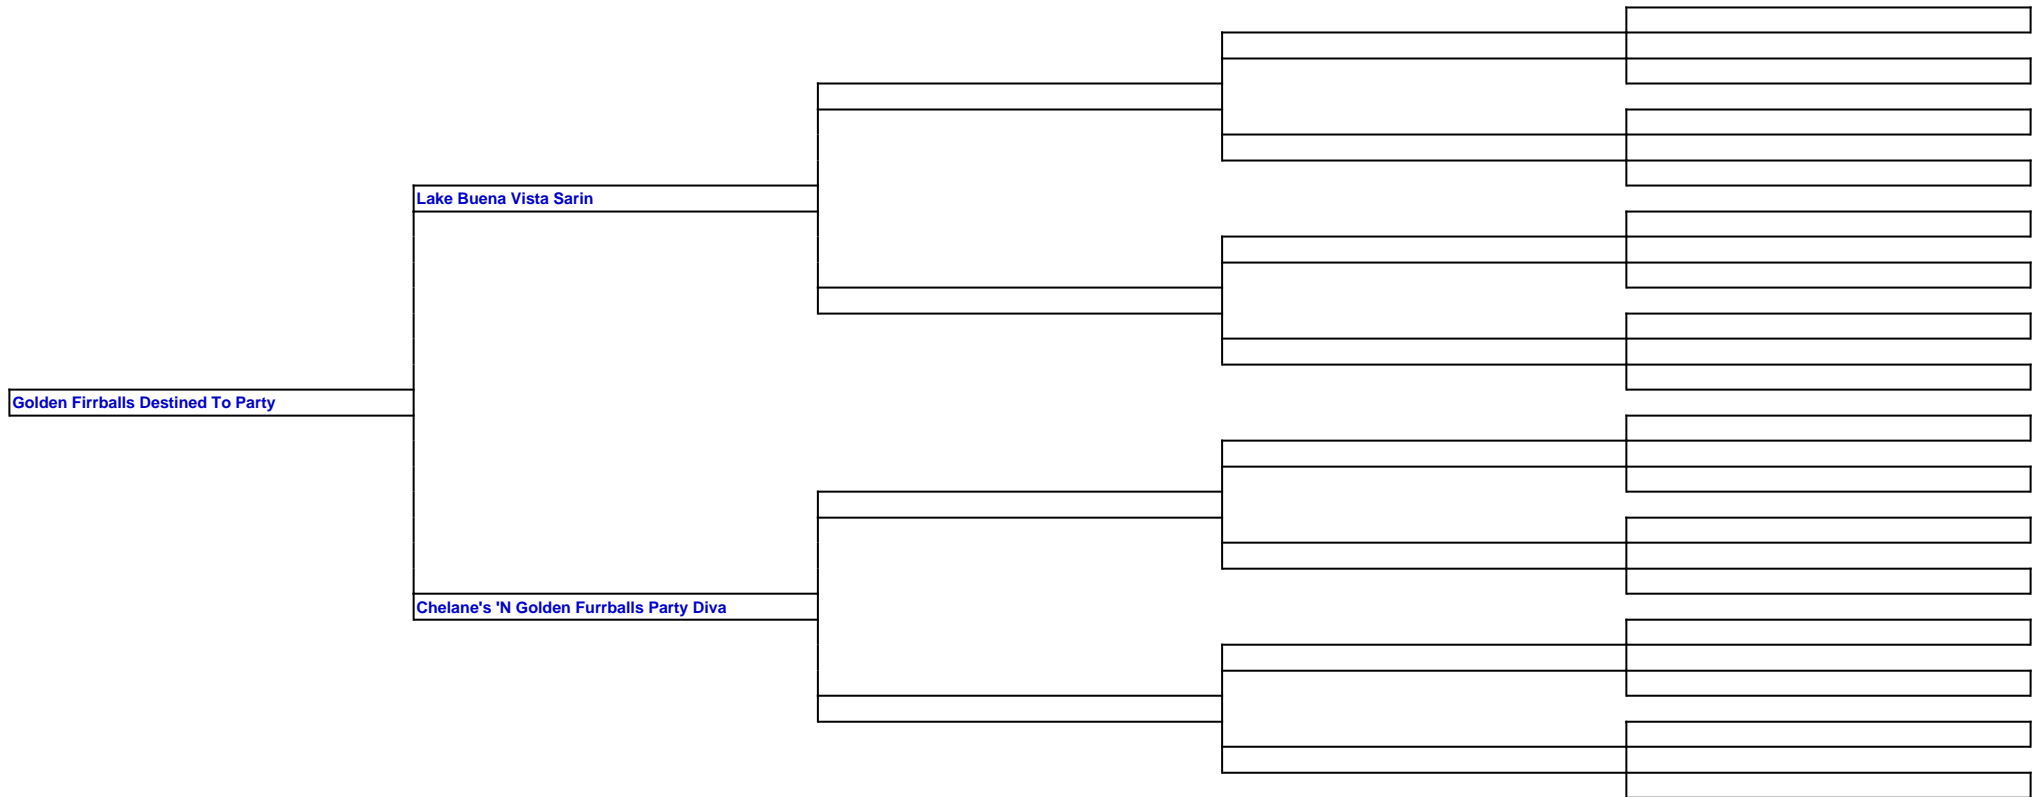 Lake Buena Vista Sarin
Golden Firrballs Destined To Party
Chelane's 'N Golden Furrballs Party Diva